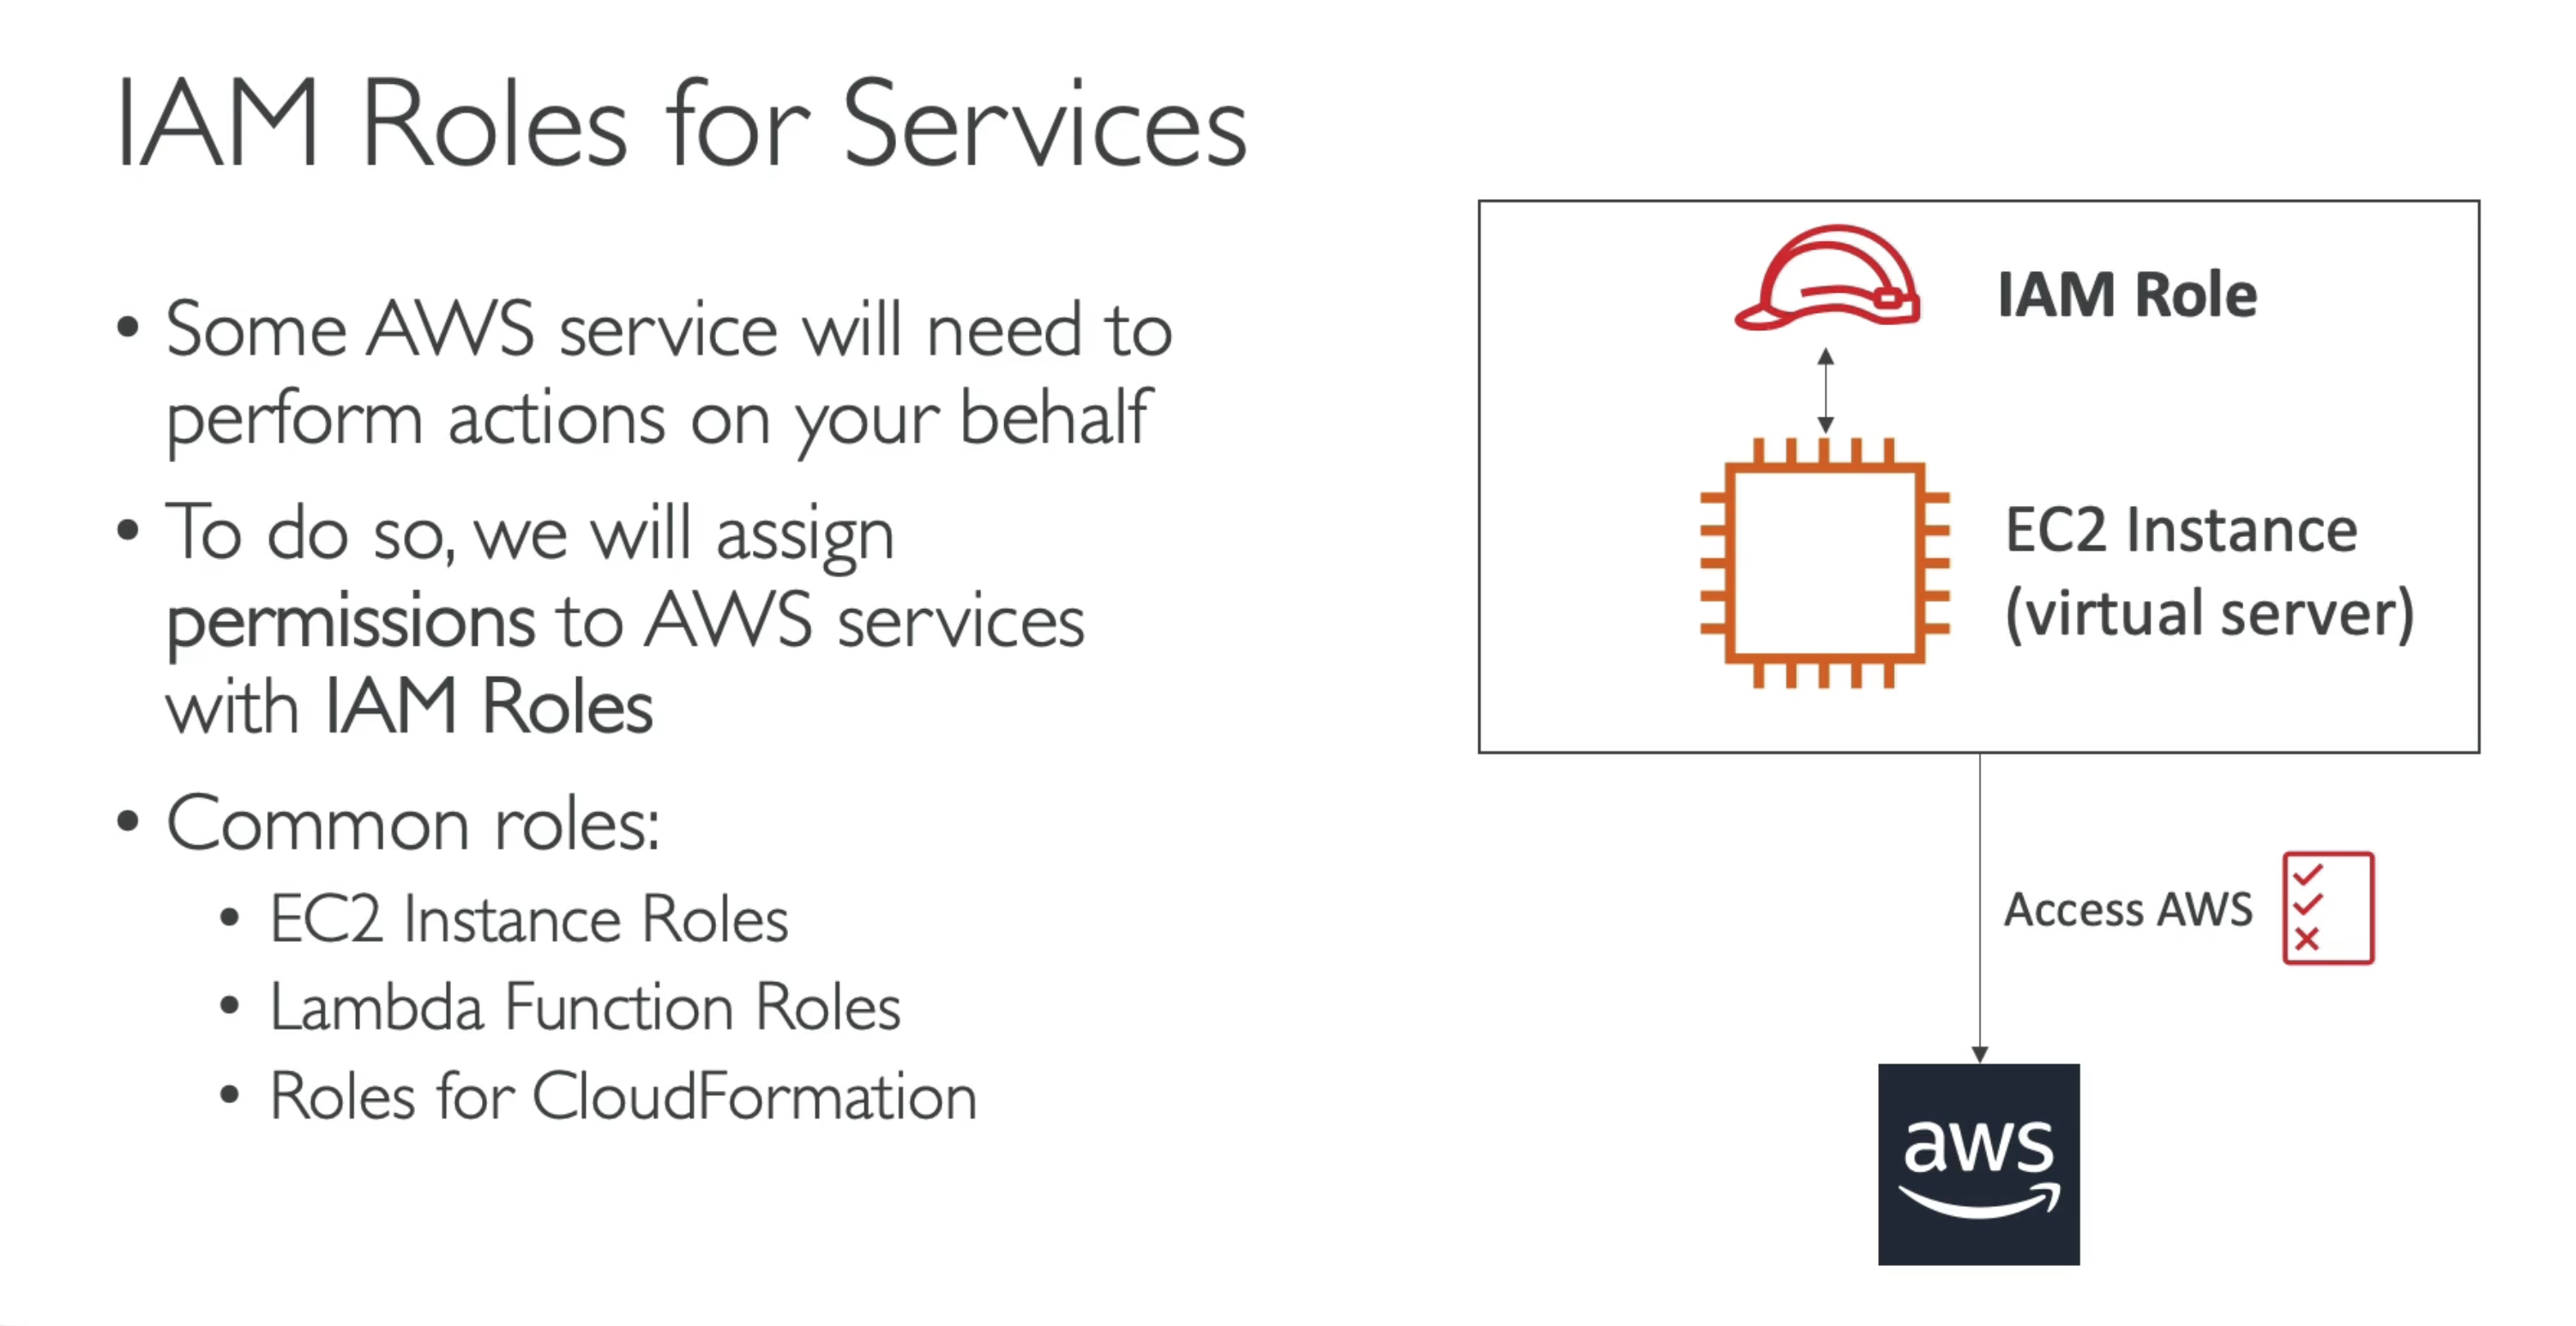 IAM Roles for Services
• Some AWS service will need to
perform actions on your behalf
• To do so, we will assign
permissions to AWS services
with IAM Roles
• Common roles:
• EC2 Instance Roles
• Lambda Function Roles
• Roles for CloudFormation
IAM Role
EC2 Instance
(virtual server)
Access AWS
aws